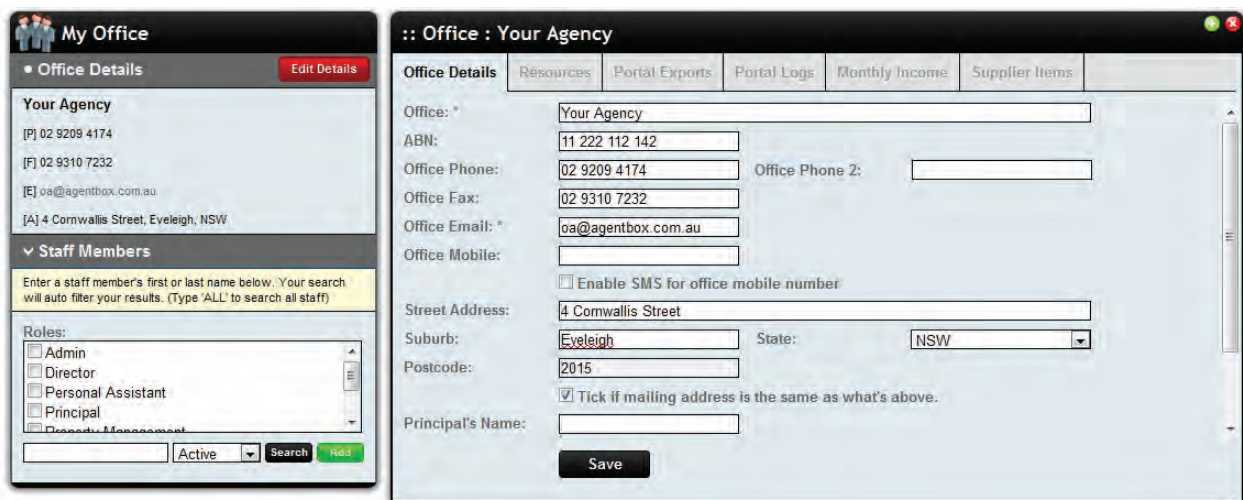 My Office
Office Details
Edit Details
Your Agency
[P] 02 9209 4174
[F] 02 9310 7232
[E] oa@agentbox.com.au
[A] 4 Cornwallis Street, Eveleigh, NSW
Staff Members
Enter a staff member's first or last name below. Your search
will auto filter your results. (Type 'ALL' to search all staff)
Roles:
Admin
Director
Personal Assistant
Principal
Property Management
Active
Search
Add
:: Office : Your Agency
Office Details Resources Portal Exports Portal Logs Monthly Income Supplier Items
Office: * Your Agency
ABN: 11 222 112 142
Office Phone: 02 9209 4174 Office Phone 2:
Office Fax: 02 9310 7232
Office Email: * oa@agentbox.com.au
Office Mobile:
Enable SMS for office mobile number
Street Address: 4 Cornwallis Street
Suburb: Eveleigh State: NSW
Postcode: 2015
Tick if mailing address is the same as what's above.
Principal's Name:
Save